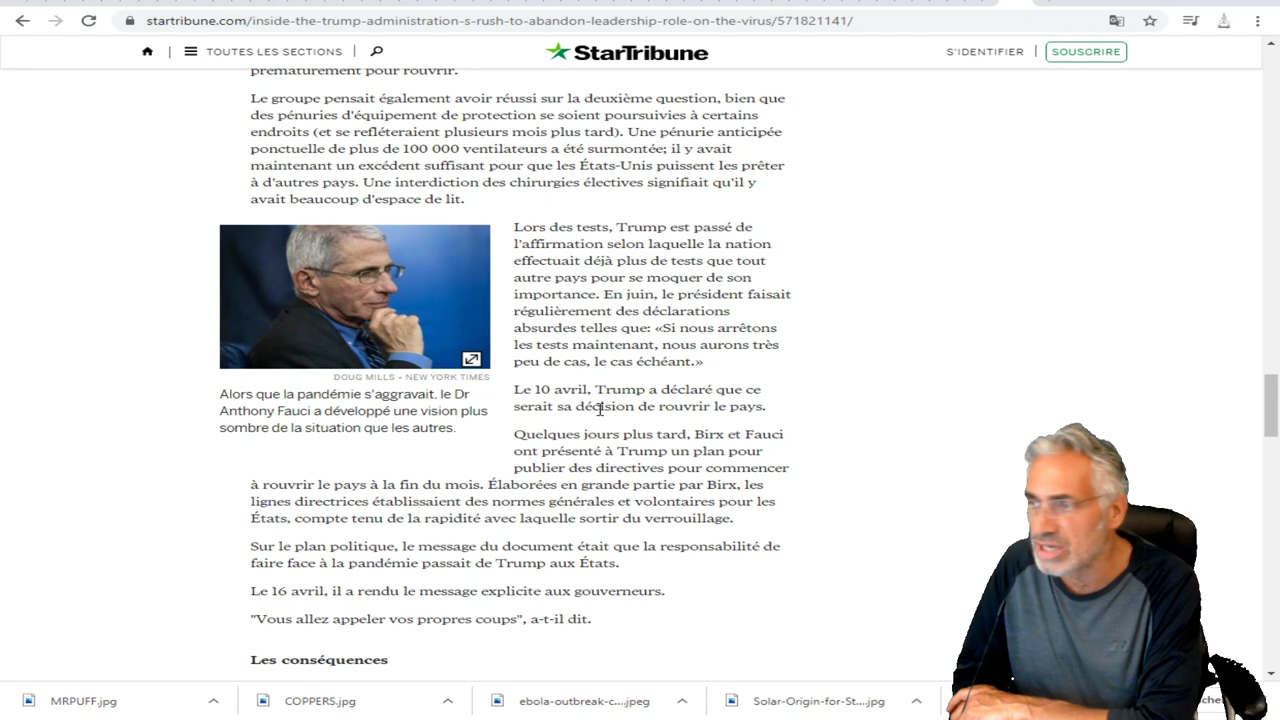 startribune.com/inside-the-trump-administration-s-rush-to-abandon-leadership-role-on-the-virus/571821141/
TOUTES LES SECTIONS
StarTribune
S'IDENTIFIER
SOUSCRIRE
prématurément pour rouvrir.
Le groupe pensait également avoir réussi sur la deuxième question, bien que
des pénuries d'équipement de protection se soient poursuivies à certains
endroits (et se refléteraient plusieurs mois plus tard). Une pénurie anticipée
ponctuelle de plus de 100 000 ventilateurs a été surmontée; il y avait
maintenant un excédent suffisant pour que les États-Unis puissent les prêter
à d'autres pays. Une interdiction des chirurgies électives signifiait qu'il y
avait beaucoup d'espace de lit.
DOUG MILLS • NEW YORK TIMES
Alors que la pandémie s'aggravait, le Dr
Anthony Fauci a développé une vision plus
sombre de la situation que les autres.
Lors des tests, Trump est passé de
l'affirmation selon laquelle la nation
effectuait déjà plus de tests que tout
autre pays pour se moquer de son
importance. En juin, le président faisait
régulièrement des déclarations
absurdes telles que: «Si nous arrêtons
les tests maintenant, nous aurons très
peu de cas, le cas échéant.»
Le 10 avril, Trump a déclaré que ce
serait sa décision de rouvrir le pays.
Quelques jours plus tard, Birx et Fauci
ont présenté à Trump un plan pour
publier des directives pour commencer
à rouvrir le pays à la fin du mois. Élaborées en grande partie par Birx, les
lignes directrices établissaient des normes générales et volontaires pour les
États, compte tenu de la rapidité avec laquelle sortir du verrouillage.
Sur le plan politique, le message du document était que la responsabilité de
faire face à la pandémie passait de Trump aux États.
Le 16 avril, il a rendu le message explicite aux gouverneurs.
"Vous allez appeler vos propres coups", a-t-il dit.
Les conséquences
MRPUFF.jpg
COPPERS.jpg
ebola-outbreak-c....jpeg
Solar-Origin-for-St....jpg